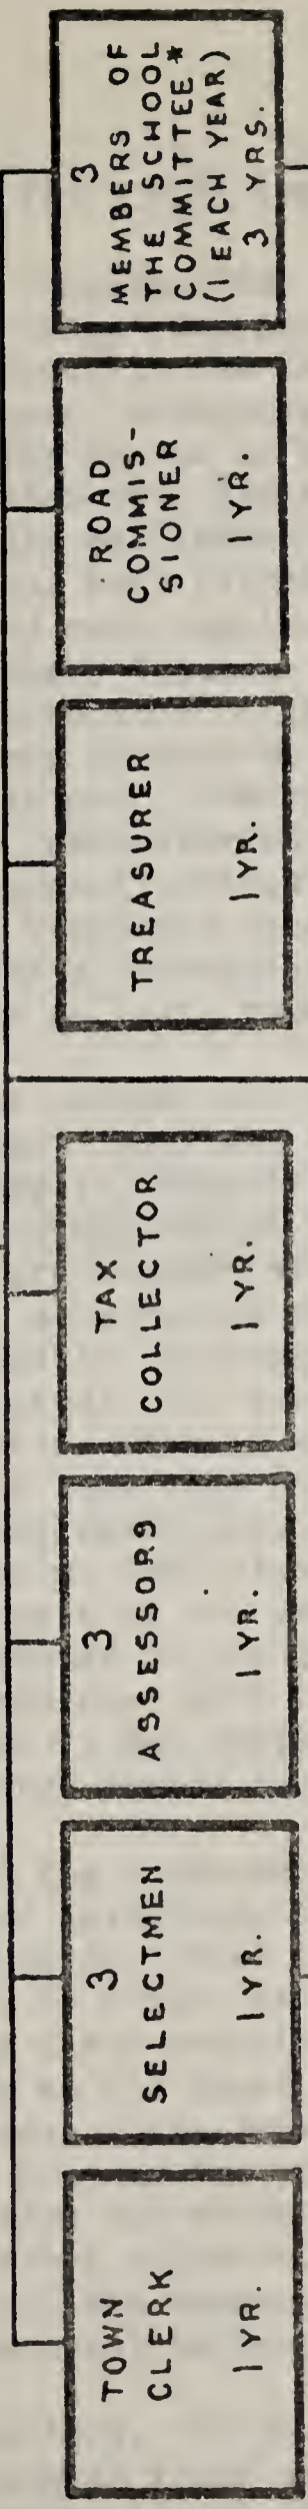 TOWN
CLERK
1 YR.
3
SELECTMEN
1 YR.
3
ASSESSORS
1 YR.
TAX
COLLECTOR
1 YR.
TREASURER
1 YR.
ROAD
COMMIS-
SIONER
1 YR.
3
MEMBERS OF
THE SCHOOL
COMMITTEE*
(1 EACH YEAR)
3 YRS.